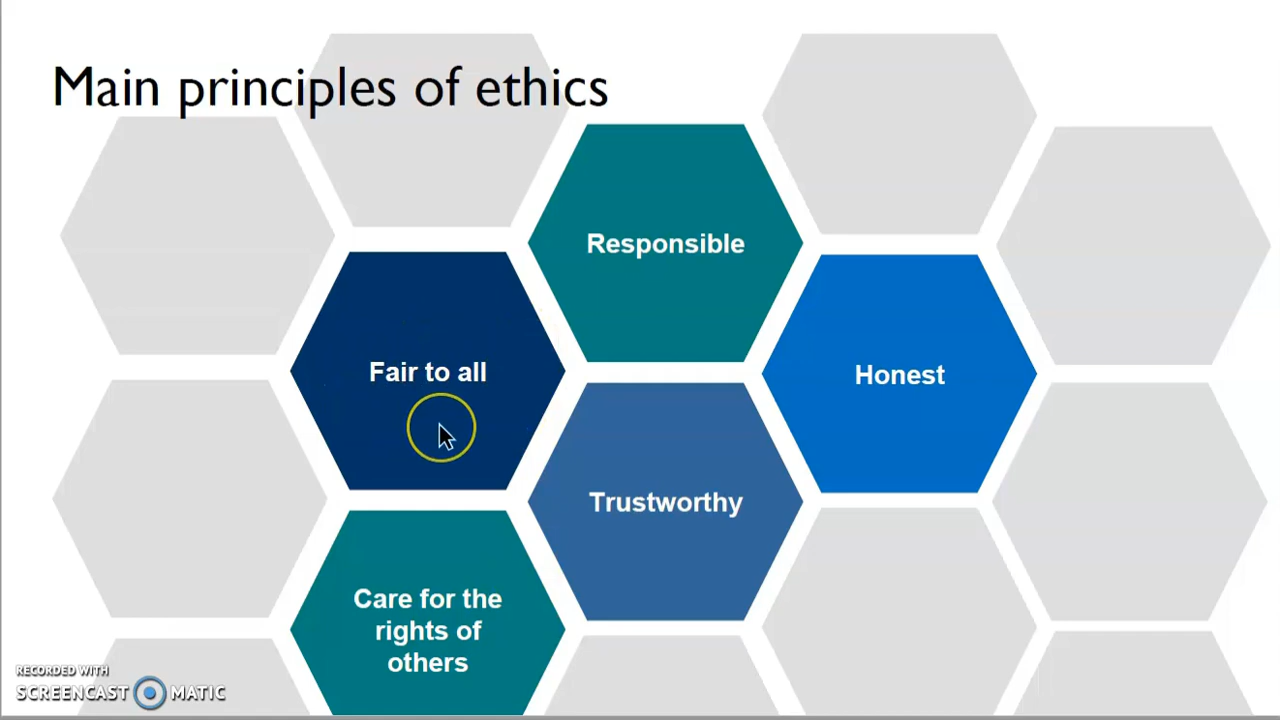 Main principles of ethics
Responsible
Fair to all
Honest
Trustworthy
Care for the
rights of
others
RECORDED WITH
SCREENCAST MATIC